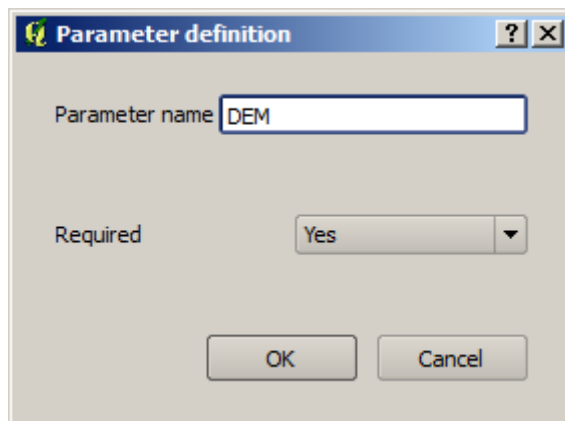 Parameter definition ?
Parameter name DEM
Required Yes
OK Cancel